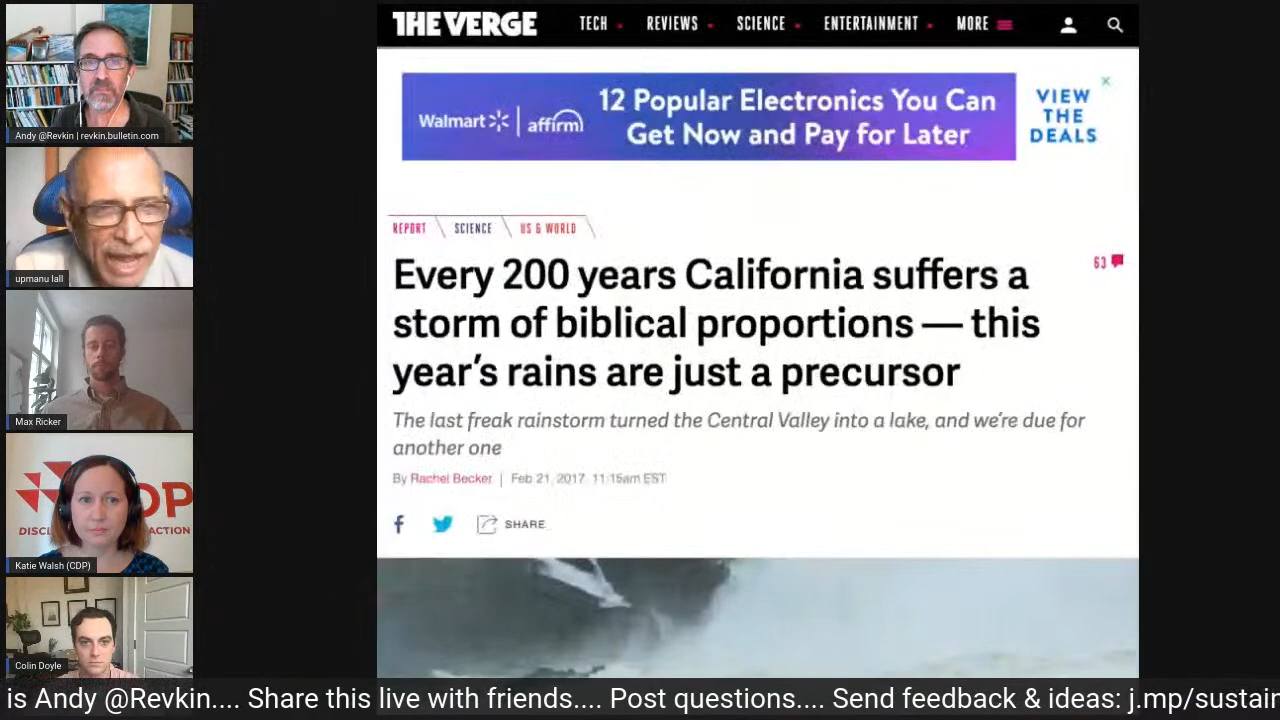 Andy @Revkin | revkin.bulletin.com
upmanu lall
Max Ricker
DP
DISCL
ACTION
Katie Walsh (CDP)
Colin Doyle
THE VERGE
TECH
REVIEWS
SCIENCE
ENTERTAINMENT
MORE
Walmart
affirm
12 Popular Electronics You Can
Get Now and Pay for Later
VIEW
THE
DEALS
REPORT
SCIENCE
US & WORLD
63
Every 200 years California suffers a
storm of biblical proportions — this
year's rains are just a precursor
The last freak rainstorm turned the Central Valley into a lake, and we're due for
another one
By Rachel Becker | Feb 21, 2017, 11:15am EST
SHARE
is Andy @Revkin.... Share this live with friends.... Post questions.... Send feedback & ideas: j.mp/sustain